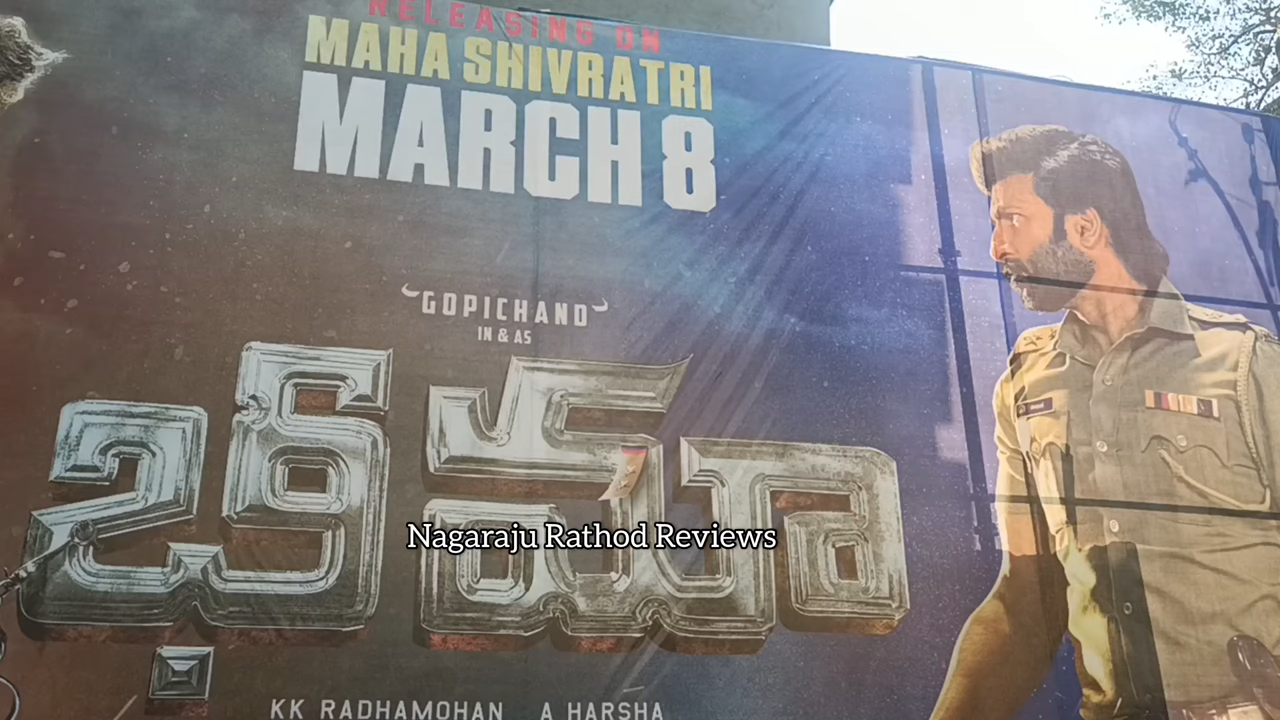 RELEASING ON
MAHA SHIVRATRI
MARCH 8
GOPICHAND
IN & AS
భీమా
Nagaraju Rathod Reviews
KK RADHAMOHAN A HARSHA